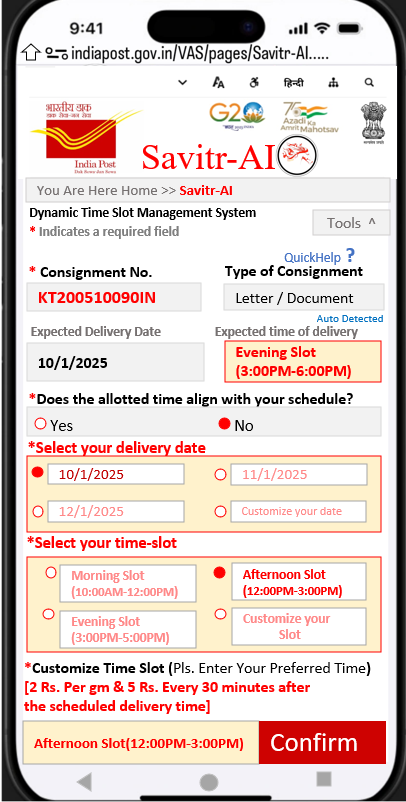 9:41
indiapost.gov.in/VAS/pages/Savitr-AI.....
A A हिन्दी
भारतीय डाक
India Post
G20
75
Azadi Ka
Amrit Mahotsav
Savitr-AI
You Are Here Home >> Savitr-AI
Dynamic Time Slot Management System
* Indicates a required field
Tools ^
QuickHelp ?
* Consignment No.
Type of Consignment
KT200510090IN
Letter / Document
Auto Detected
Expected Delivery Date
Expected time of delivery
10/1/2025
Evening Slot
(3:00PM-6:00PM)
*Does the allotted time align with your schedule?
Yes
No
*Select your delivery date
10/1/2025
11/1/2025
12/1/2025
Customize your date
*Select your time-slot
Morning Slot
(10:00AM-12:00PM)
Afternoon Slot
(12:00PM-3:00PM)
Evening Slot
(3:00PM-5:00PM)
Customize your
Slot
*Customize Time Slot (Pls. Enter Your Preferred Time)
[2 Rs. Per gm & 5 Rs. Every 30 minutes after
the scheduled delivery time]
Afternoon Slot(12:00PM-3:00PM)
Confirm